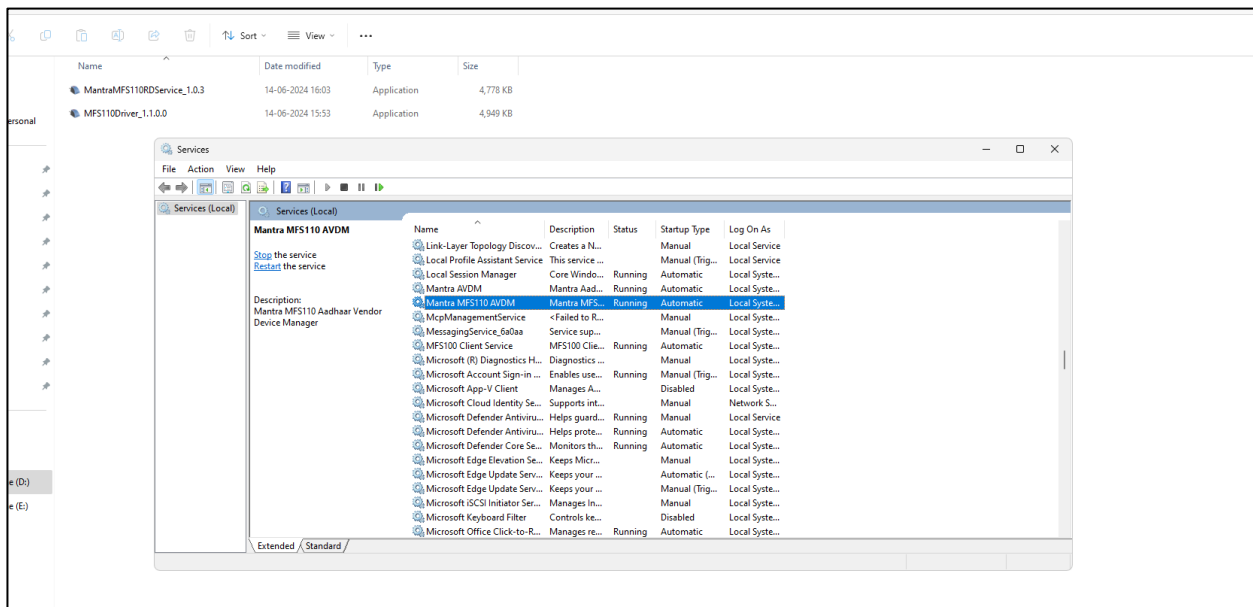 Sort View ...
Name Date modified Type Size
MantraMFS110RDService_1.0.3 14-06-2024 16:03 Application 4,778 KB
MFS110Driver_1.1.0.0 14-06-2024 15:53 Application 4,949 KB
ersonal
e (D:)
e (E:)
Services
File Action View Help
Services (Local)
Services (Local)
Mantra MFS110 AVDM
Stop the service
Restart the service
Description:
Mantra MFS110 Aadhaar Vendor
Device Manager
Name Description Status Startup Type Log On As
Link-Layer Topology Discov... Creates a N... Manual Local Service
Local Profile Assistant Service This service ... Manual (Trig... Local Service
Local Session Manager Core Windo... Running Automatic Local Syste...
Mantra AVDM Mantra Aad... Running Automatic Local Syste...
Mantra MFS110 AVDM Mantra MFS... Running Automatic Local Syste...
McpManagementService <Failed to R... Manual Local Syste...
MessagingService_6a0aa Service sup... Manual (Trig... Local Syste...
MFS100 Client Service MFS100 Clie... Running Automatic Local Syste...
Microsoft (R) Diagnostics H... Diagnostics ... Manual Local Syste...
Microsoft Account Sign-in ... Enables use... Running Manual (Trig... Local Syste...
Microsoft App-V Client Manages A... Disabled Local Syste...
Microsoft Cloud Identity Se... Supports int... Manual Network S...
Microsoft Defender Antiviru... Helps guard... Running Manual Local Service
Microsoft Defender Antiviru... Helps prote... Running Automatic Local Syste...
Microsoft Defender Core Se... Monitors th... Running Automatic Local Syste...
Microsoft Edge Elevation Se... Keeps Micr... Manual Local Syste...
Microsoft Edge Update Serv... Keeps your ... Automatic (... Local Syste...
Microsoft Edge Update Serv... Keeps your ... Manual (Trig... Local Syste...
Microsoft iSCSI Initiator Ser... Manages In... Manual Local Syste...
Microsoft Keyboard Filter Controls ke... Disabled Local Syste...
Microsoft Office Click-to-R... Manages re... Running Automatic Local Syste...
Extended Standard